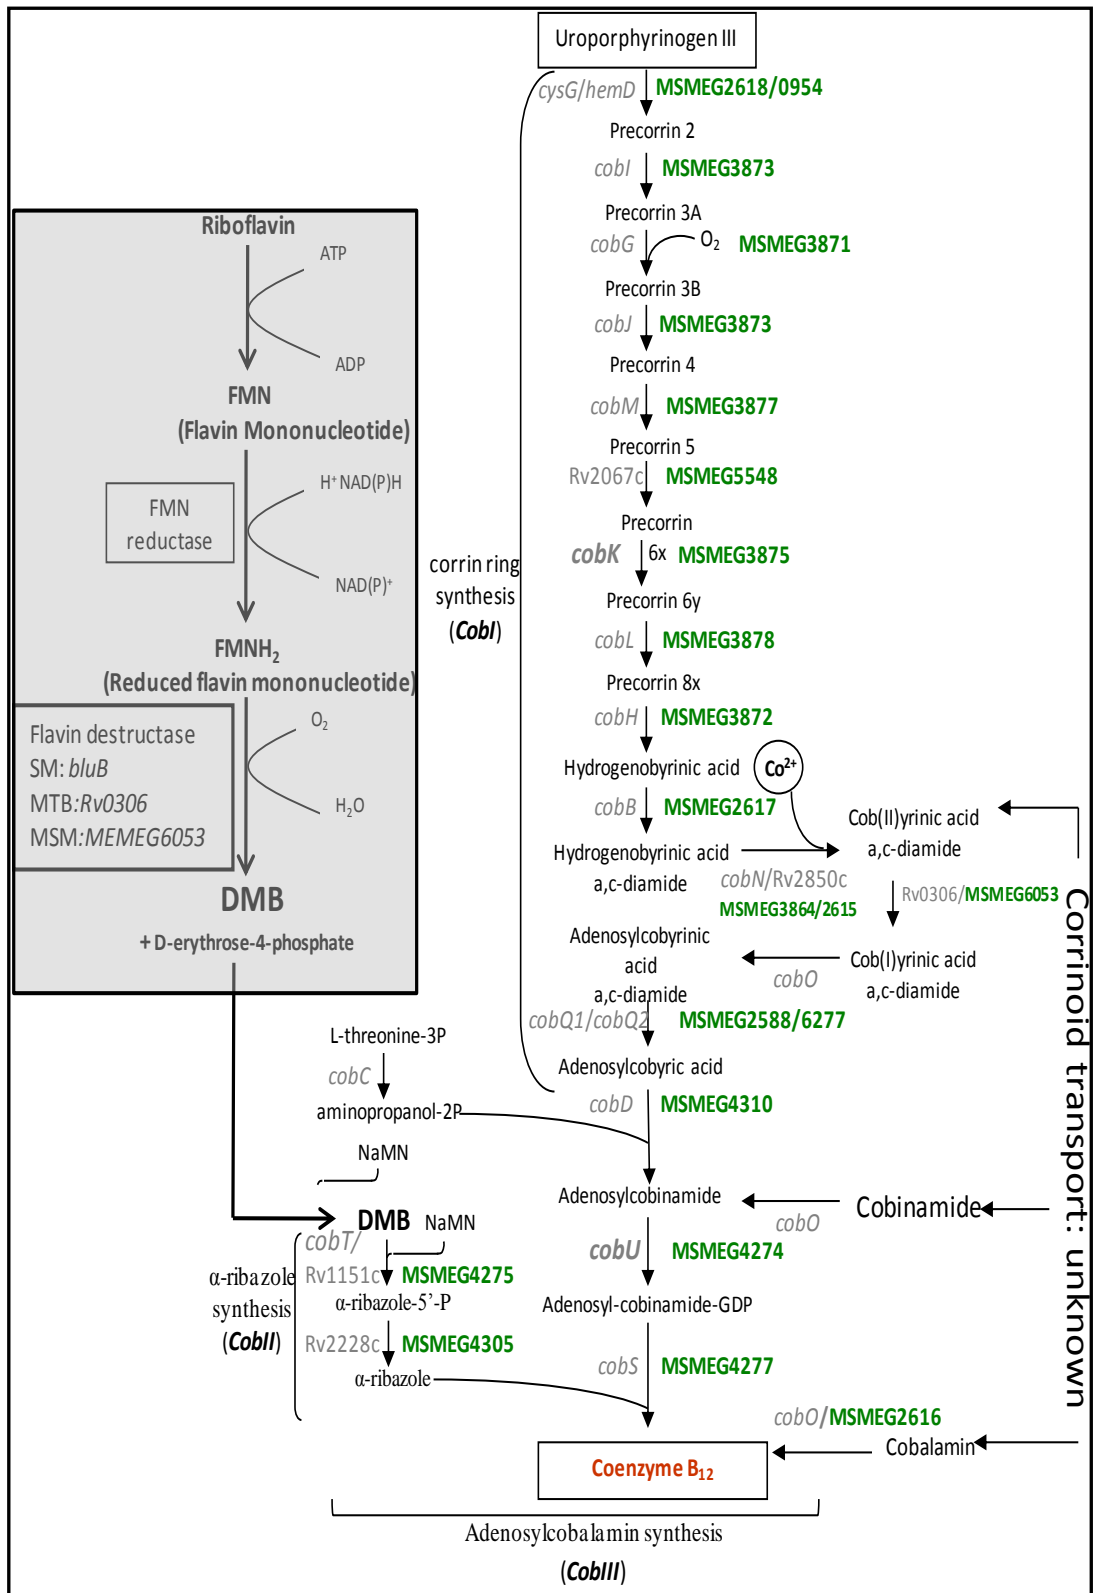 Uroporphyrinogen III
cysG/hemD MSMEG2618/0954
Precorrin 2
cobI MSMEG3873
Precorrin 3A
cobG O2 MSMEG3871
Precorrin 3B
cobJ MSMEG3873
Precorrin 4
cobM MSMEG3877
Precorrin 5
Rv2067c MSMEG5548
Precorrin
cobK 6x MSMEG3875
Precorrin 6y
cobL MSMEG3878
Precorrin 8x
cobH MSMEG3872
Hydrogenobyrinic acid Co2+
cobB MSMEG2617
Hydrogenobyrinic acid
a,c-diamide
cobN/Rv2850c
MSMEG3864/2615
Cob(II)yrinic acid
a,c-diamide
Rv0306/MSMEG6053
Cob(I)yrinic acid
a,c-diamide
cobO
Adenosylcobyrinic
acid
a,c-diamide
cobQ1/cobQ2 MSMEG2588/6277
Adenosylcobyric acid
cobD MSMEG4310
Adenosylcobinamide
cobO
Cobinamide
cobU MSMEG4274
Adenosyl-cobinamide-GDP
cobS MSMEG4277
cobO/MSMEG2616
Cobalamin
Coenzyme B12
Adenosylcobalamin synthesis
(CobIII)
Corrinoid transport: unknown
corrin ring
synthesis
(CobI)
Riboflavin
ATP
ADP
FMN
(Flavin Mononucleotide)
H+ NAD(P)H
FMN
reductase
NAD(P)+
FMNH2
(Reduced flavin mononucleotide)
O2
Flavin destructase
SM: bluB
MTB:Rv0306
MSM:MEMEG6053
H2O
DMB
+ D-erythrose-4-phosphate
L-threonine-3P
cobC
aminopropanol-2P
NaMN
DMB NaMN
cobT/
Rv1151c MSMEG4275
α-ribazole-5’-P
Rv2228c MSMEG4305
α-ribazole
α-ribazole
synthesis
(CobII)